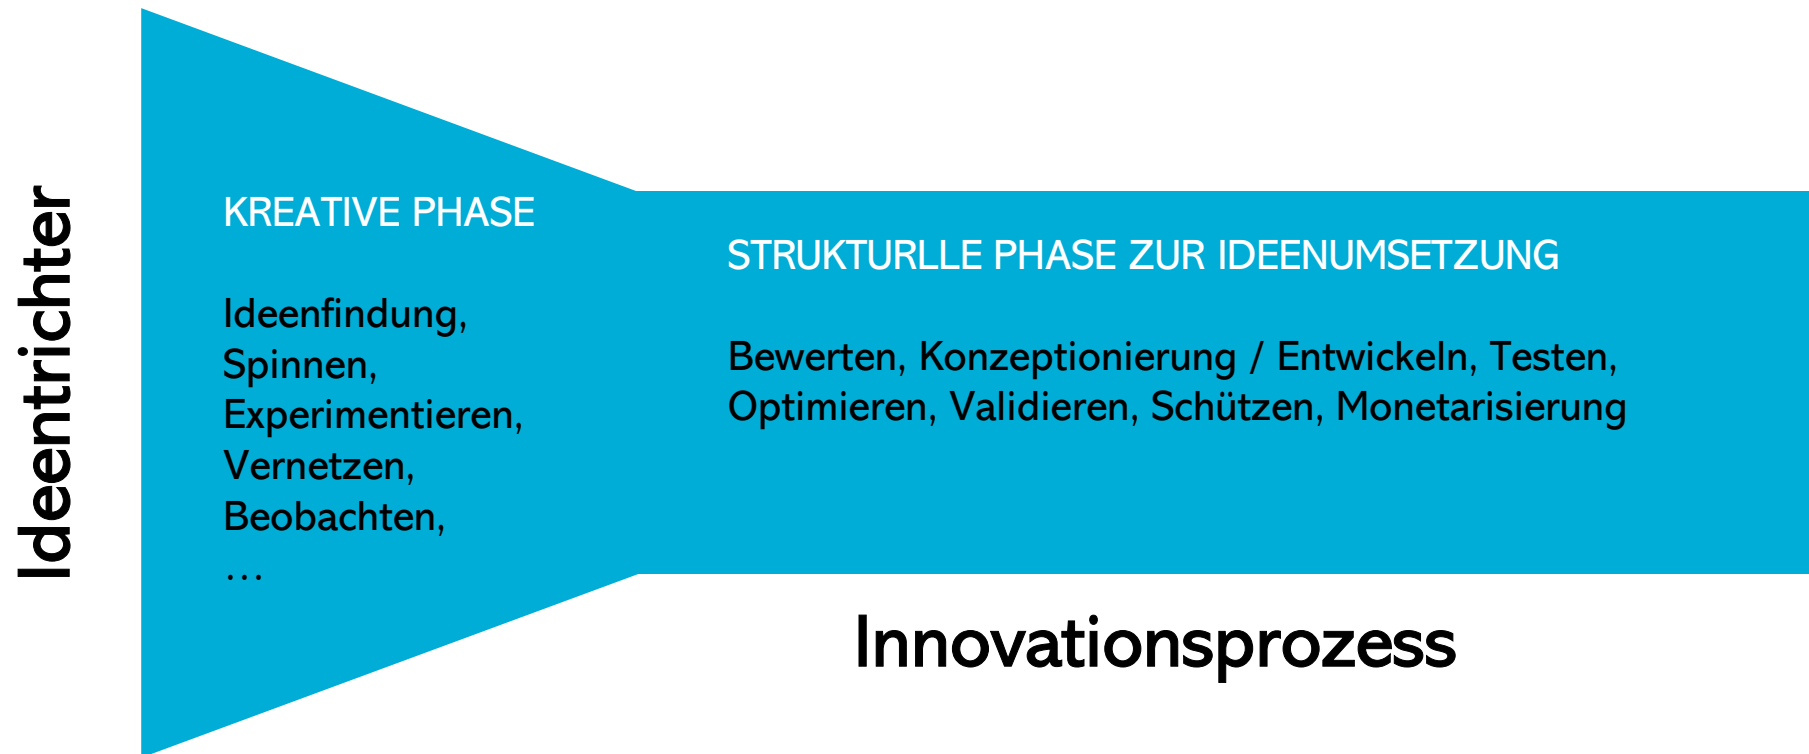 Ideentrichter
KREATIVE PHASE
Ideenfindung,
Spinnen,
Experimentieren,
Vernetzen,
Beobachten,
…
STRUKTURLLE PHASE ZUR IDEENUMSETZUNG
Bewerten, Konzeptionierung / Entwickeln, Testen,
Optimieren, Validieren, Schützen, Monetarisierung
Innovationsprozess